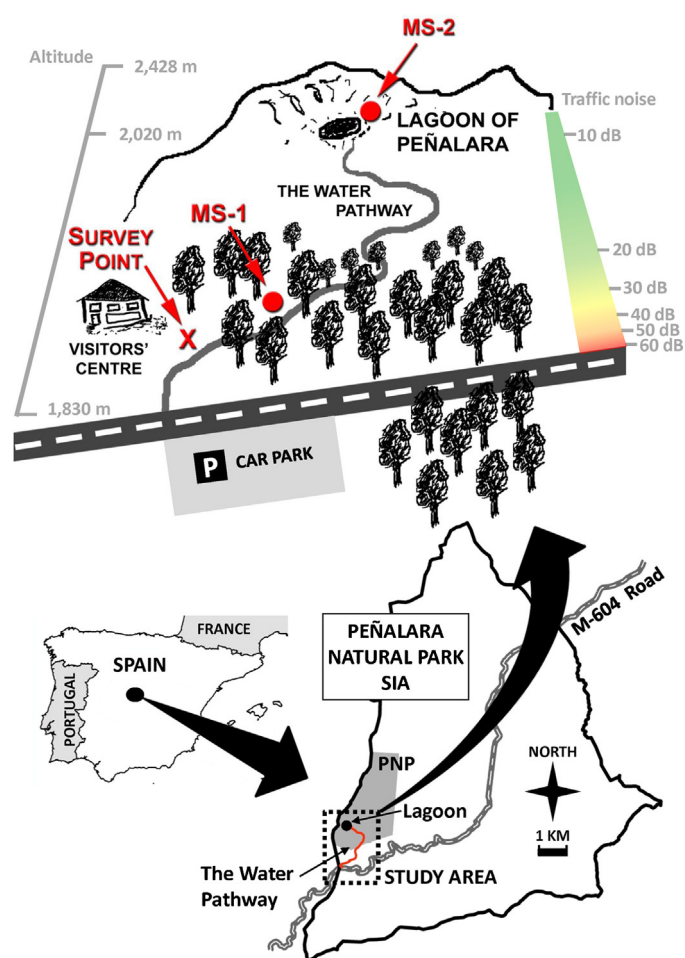 MS-2
Altitude
2,428 m
Traffic noise
2,020 m
LAGOON OF
PEÑALARA
10 dB
THE WATER
PATHWAY
MS-1
SURVEY
POINT
20 dB
30 dB
40 dB
50 dB
60 dB
X
VISITORS'
CENTRE
1,830 m
P CAR PARK
M-604 Road
FRANCE
SPAIN
PORTUGAL
PEÑALARA
NATURAL PARK
SIA
PNP
NORTH
Lagoon
1 KM
The Water
Pathway
STUDY AREA